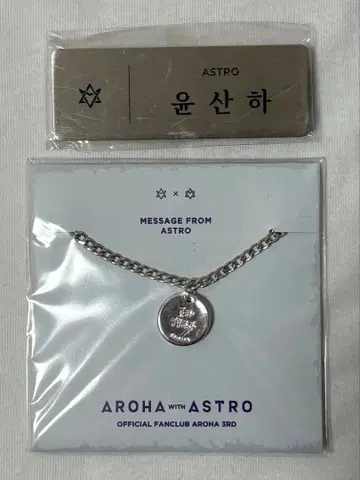 ASTRO
윤산하
MESSAGE FROM
ASTRO
AROHA WITH ASTRO
OFFICIAL FANCLUB AROHA 3RD